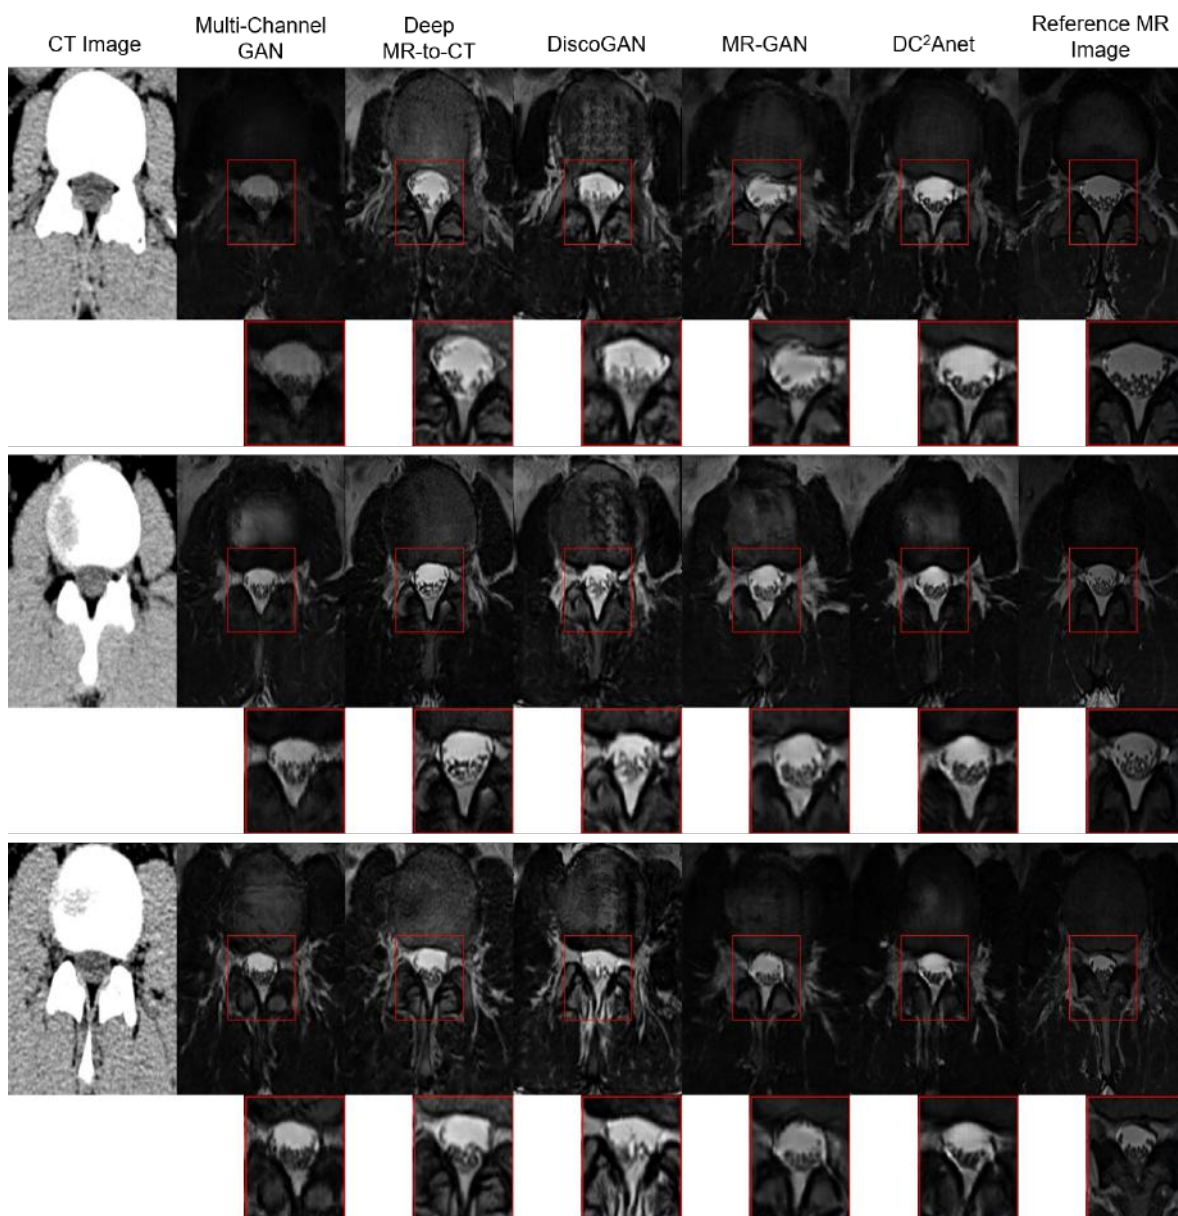 CT Image
Multi-Channel
GAN
Deep
MR-to-CT
DiscoGAN
MR-GAN
DC²Anet
Reference MR
Image